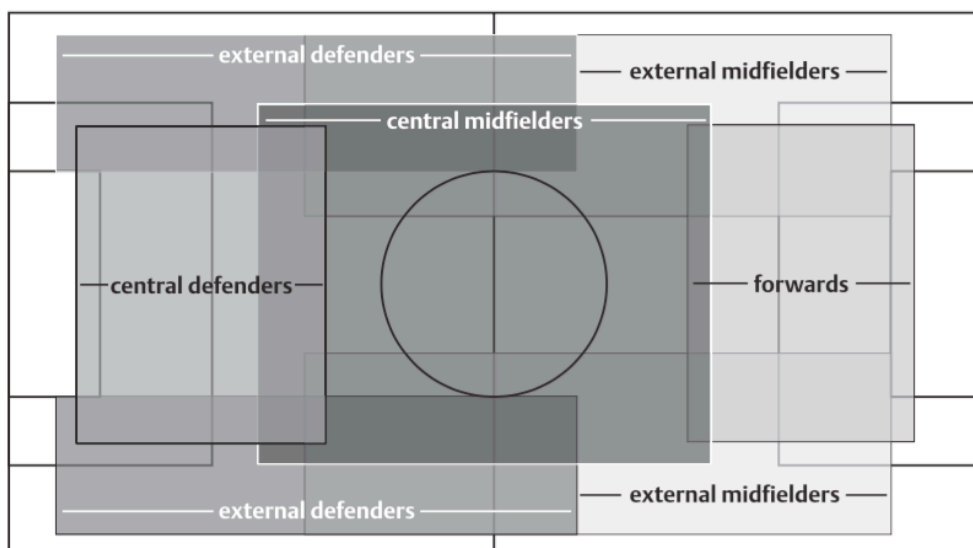 external defenders
external midfielders
central midfielders
central defenders
forwards
external midfielders
external defenders